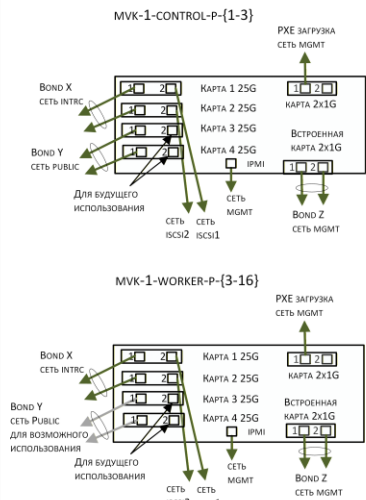 MVK-1-CONTROL-P-{1-3}
PXE ЗАГРУЗКА
СЕТЬ MGMT
BOND X
СЕТЬ INTRC
1 2
КАРТА 1 25G
1 2
КАРТА 2x1G
1 2
КАРТА 2 25G
1 2
КАРТА 3 25G
ВСТРОЕННАЯ
КАРТА 2x1G
BOND Y
СЕТЬ PUBLIC
1 2
КАРТА 4 25G
IPMI
1 2
ДЛЯ БУДУЩЕГО
ИСПОЛЬЗОВАНИЯ
СЕТЬ
MGMT
BOND Z
СЕТЬ MGMT
СЕТЬ
ISCSI2
СЕТЬ
ISCSI1
MVK-1-WORKER-P-{3-16}
PXE ЗАГРУЗКА
СЕТЬ MGMT
BOND X
СЕТЬ INTRC
1 2
КАРТА 1 25G
1 2
КАРТА 2x1G
1 2
КАРТА 2 25G
1 2
КАРТА 3 25G
ВСТРОЕННАЯ
КАРТА 2x1G
BOND Y
СЕТЬ PUBLIC
ДЛЯ ВОЗМОЖНОГО
ИСПОЛЬЗОВАНИЯ
1 2
КАРТА 4 25G
IPMI
1 2
ДЛЯ БУДУЩЕГО
ИСПОЛЬЗОВАНИЯ
СЕТЬ
MGMT
BOND Z
СЕТЬ MGMT
СЕТЬ
СЕТЬ